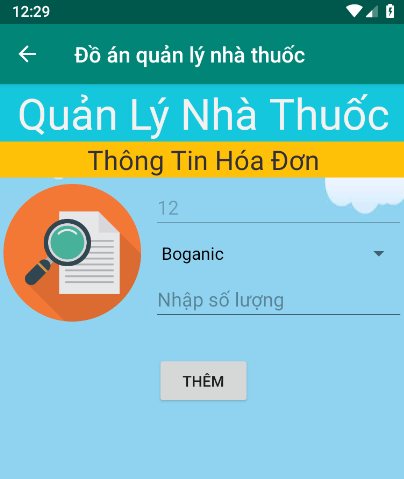 12:29
Đồ án quản lý nhà thuốc
Quản Lý Nhà Thuốc
Thông Tin Hóa Đơn
12
Boganic
Nhập số lượng
THÊM